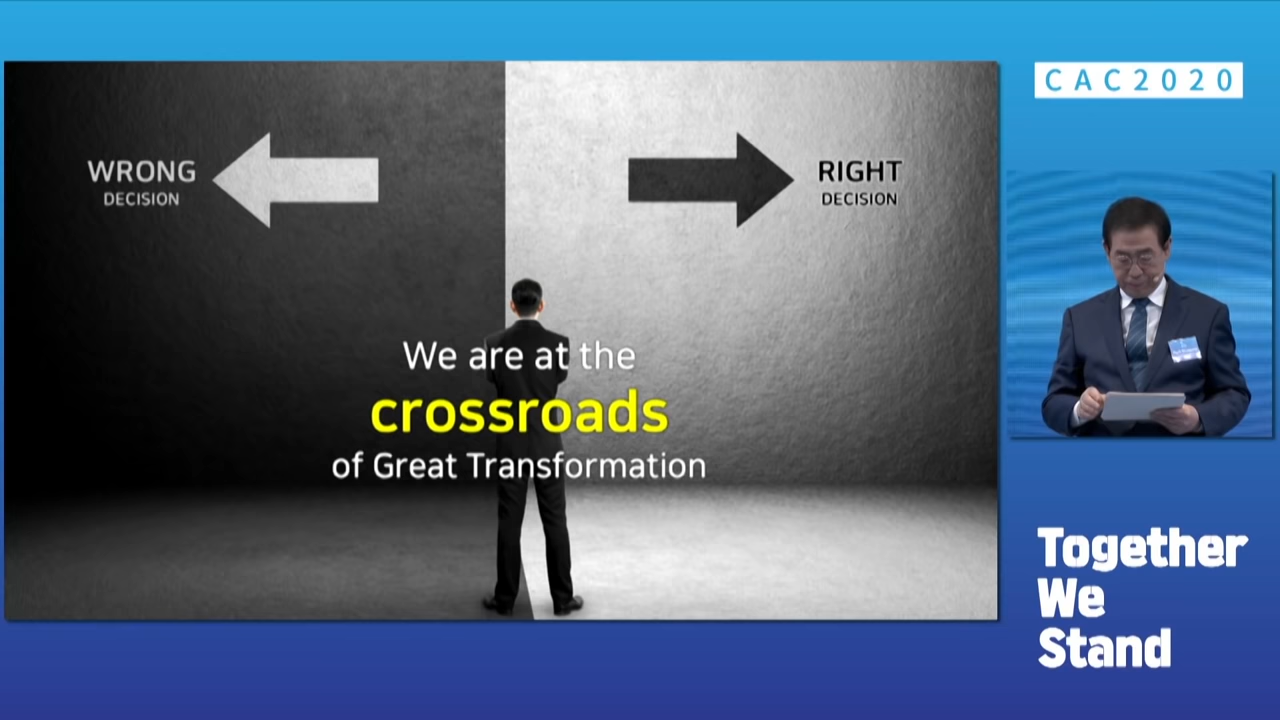 WRONG
DECISION
RIGHT
DECISION
We are at the
crossroads
of Great Transformation
CAC2020
Together
We
Stand